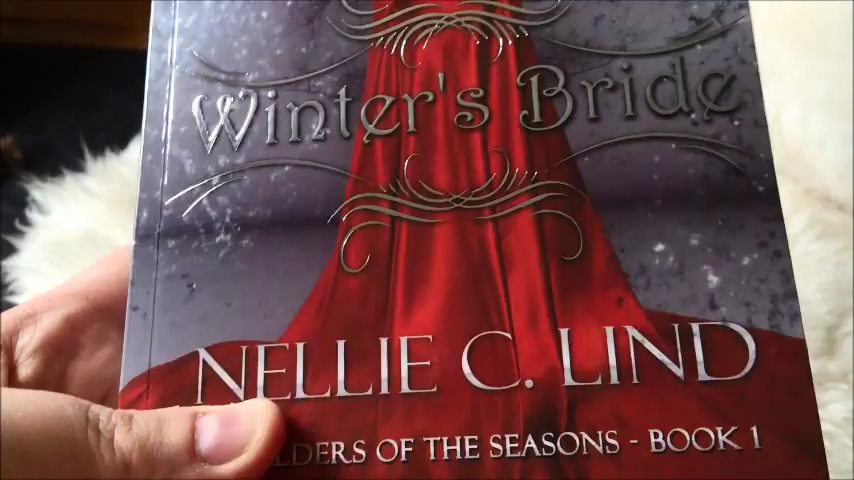 Winter's Bride
NELLIE C. LIND
OF THE SEASONS - BOOK 1